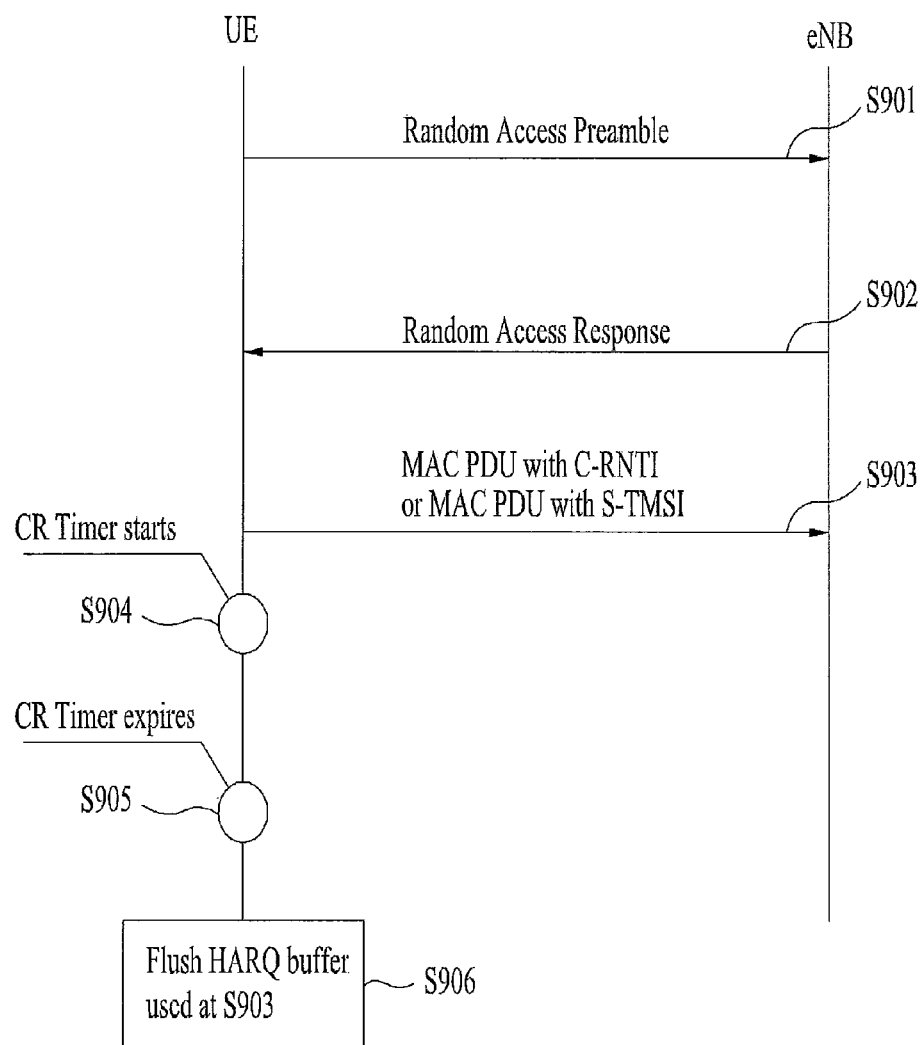 UE
eNB
S901
Random Access Preamble
S902
Random Access Response
MAC PDU with C-RNTI
or MAC PDU with S-TMSI
S903
CR Timer starts
S904
CR Timer expires
S905
Flush HARQ buffer
used at S903
S906